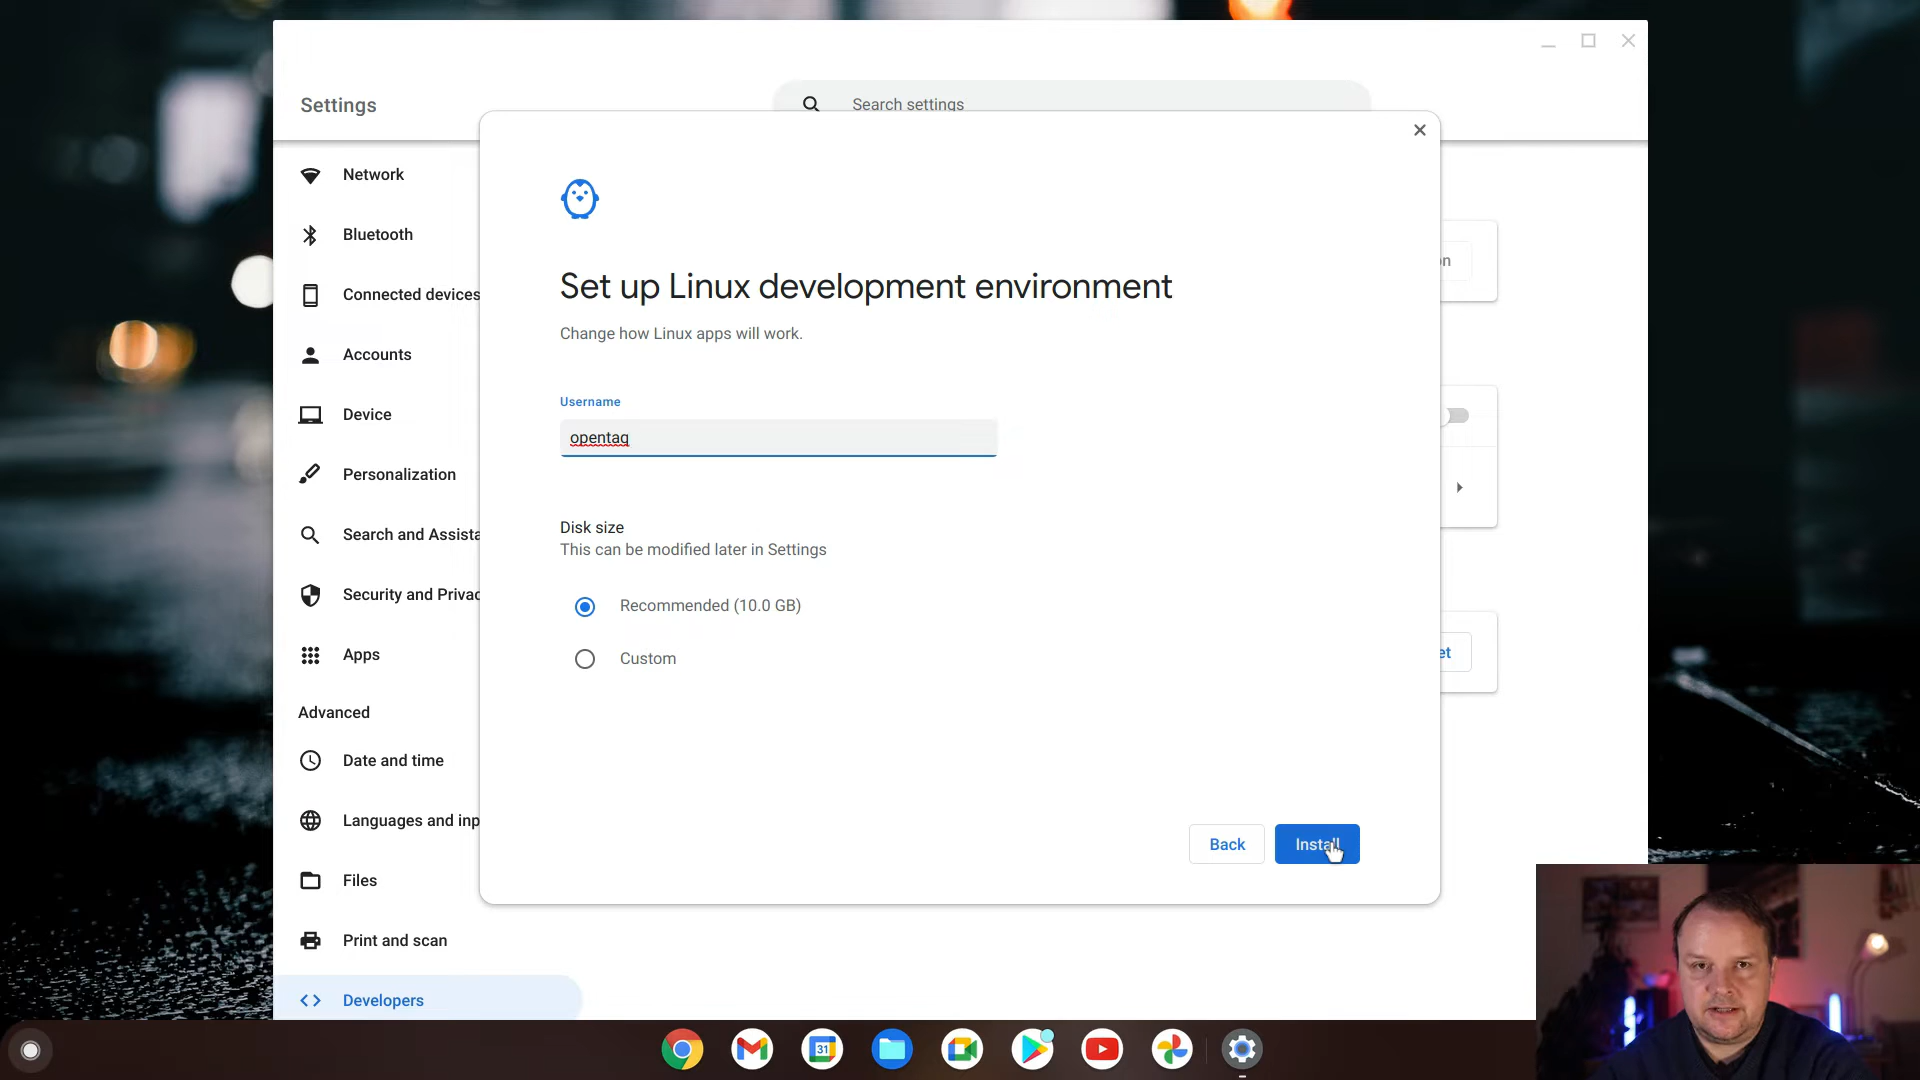 Settings
Search settings
Network
Bluetooth
Connected devices
Accounts
Device
Personalization
Search and Assista
Security and Privac
Apps
Advanced
Date and time
Languages and inp
Files
Print and scan
Developers
Set up Linux development environment
Change how Linux apps will work.
Username
opentaq
Disk size
This can be modified later in Settings
Recommended (10.0 GB)
Custom
Back
Install
on
et
31